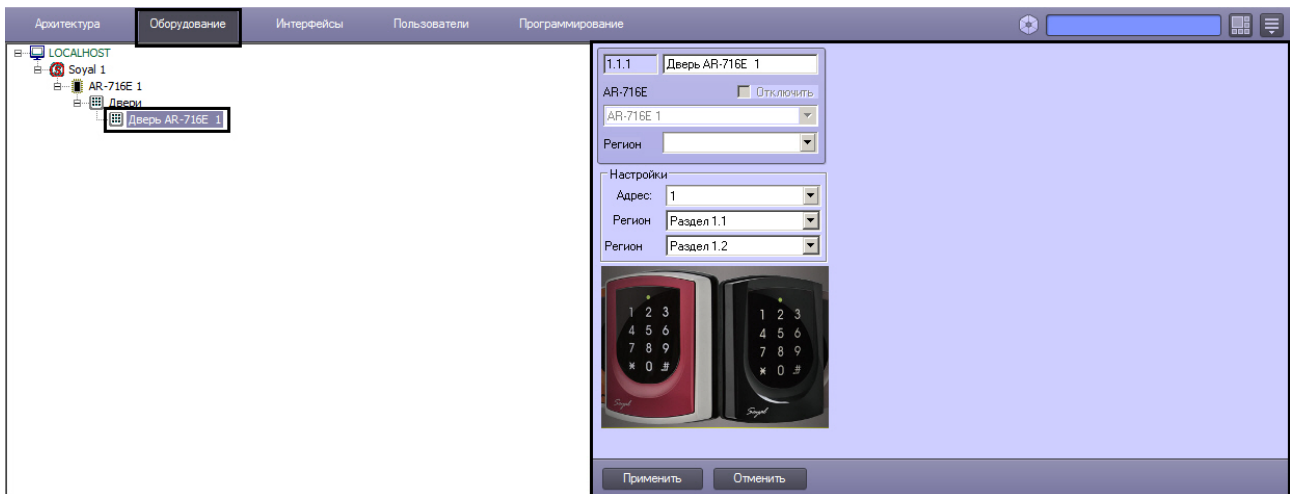 Архитектура Оборудование Интерфейсы Пользователи Программирование
LOCALHOST
Soyal 1
AR-716E 1
Двери
Дверь AR-716E 1
1.1.1 Дверь AR-716E 1
AR-716E Отключить
AR-716E 1
Регион
Настройки
Адрес: 1
Регион Раздел 1.1
Регион Раздел 1.2
1 2 3 1 2 3
4 5 6 4 5 6
7 8 9 7 8 9
* 0 # * 0 #
Soyal Soyal
Применить Отменить